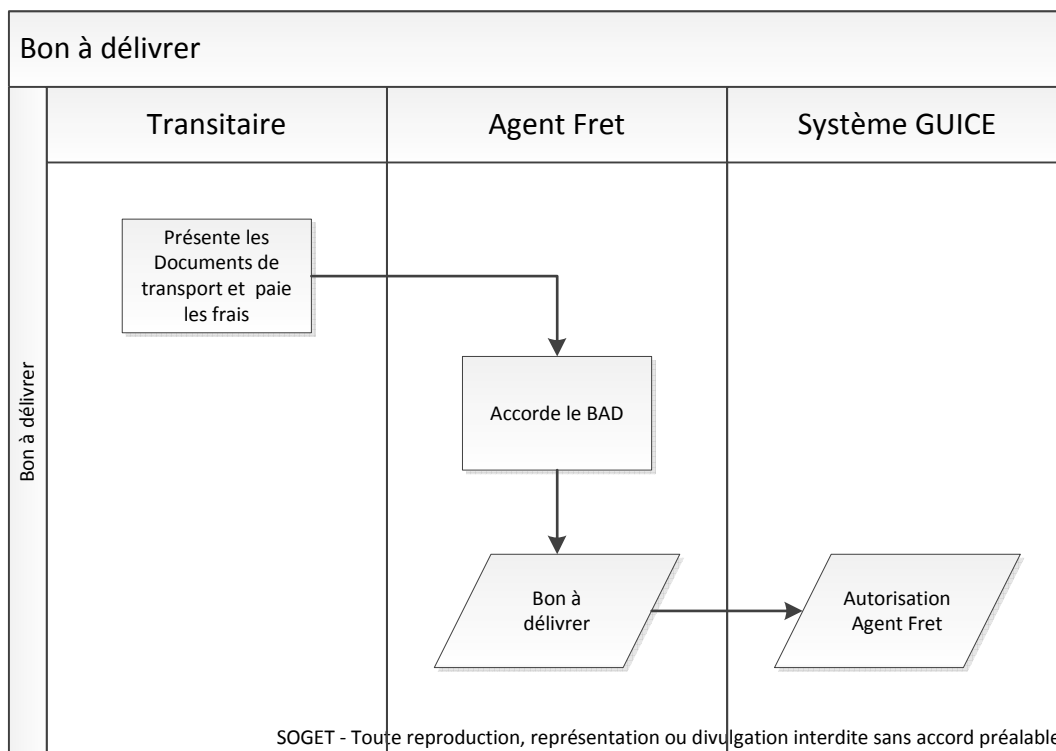 Bon à délivrer
Transitaire
Agent Fret
Système GUICE
Bon à délivrer
Présente les
Documents de
transport et paie
les frais
Accorde le BAD
Bon à
délivrer
Autorisation
Agent Fret
SOGET - Toute reproduction, représentation ou divulgation interdite sans accord préalable